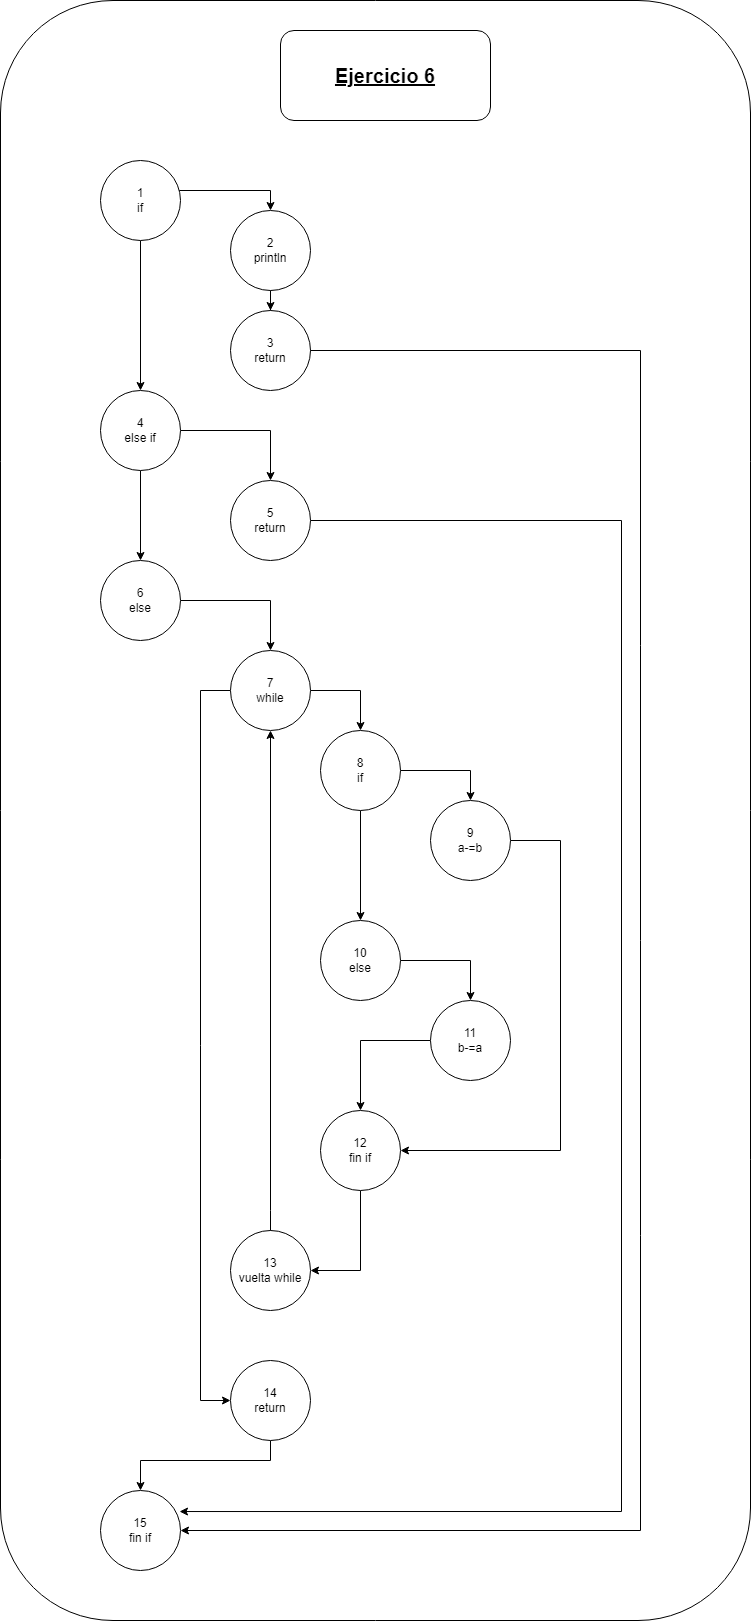 Ejercicio 6
1
if
2
println
3
return
4
else if
5
return
6
else
7
while
8
if
9
a-=b
10
else
11
b-=a
12
fin if
13
vuelta while
14
return
15
fin if